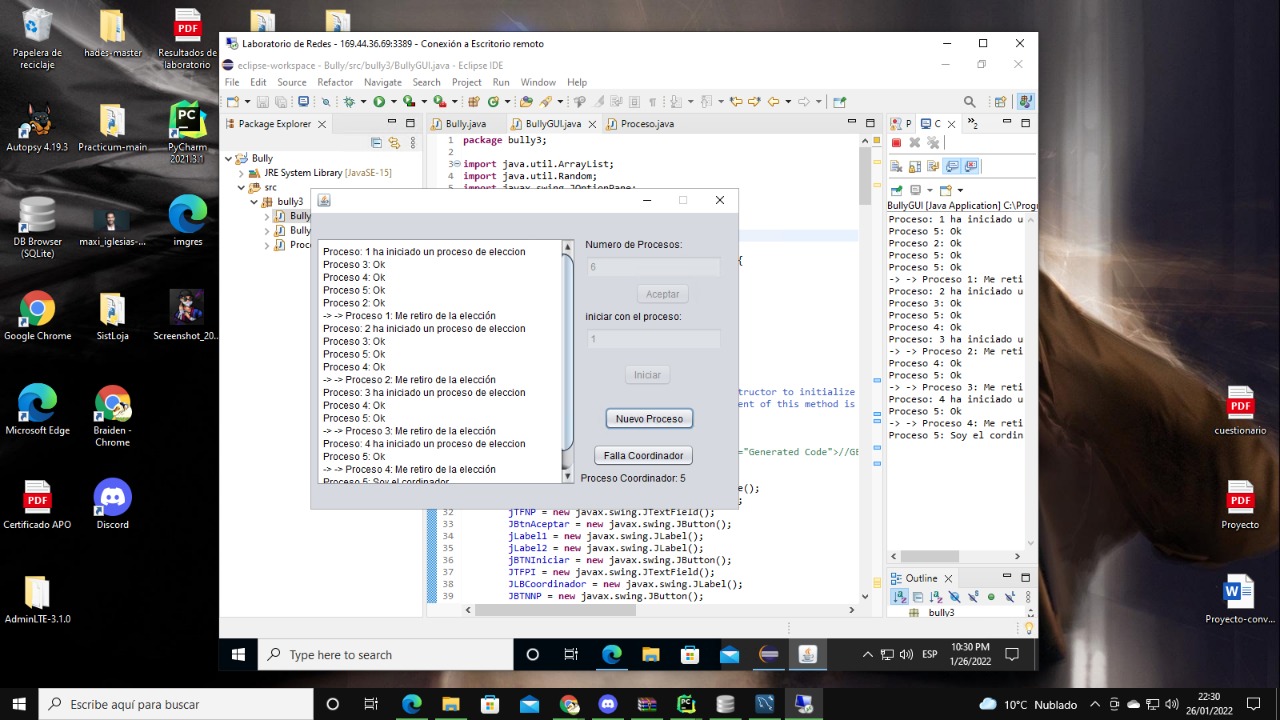 Papelera de
reciclaje
hades-master
Resultados de
laboratorio
Autopsy 4.19.3
Practicum-main
PyCharm
2021.3.1
DB Browser
(SQLite)
maxi_iglesias-...
imgres
Google Chrome
SistLoja
Screenshot_20...
Microsoft Edge
Braiden -
Chrome
Certificado APO
Discord
AdminLTE-3.1.0
cuestionario
Proyecto
Proyecto-conv...
Laboratorio de Redes - 169.44.36.69:3389 - Conexión a Escritorio remoto
eclipse-workspace - Bully/src/bully3/BullyGUI.java - Eclipse IDE
File Edit Source Refactor Navigate Search Project Run Window Help
Package Explorer
Bully
JRE System Library [JavaSE-15]
src
bully3
Bully
Bully
Proc
Bully.java BullyGUI.java Proceso.java
1 package bully3;
2
3 import java.util.ArrayList;
4 import java.util.Random;
5 import javax.swing.JOptionPane;
{
tructor to initialize
ent of this method is
="Generated Code">//GE
e();
;
32 jTFNP = new javax.swing.JTextField();
33 JBtnAceptar = new javax.swing.JButton();
34 jLabel1 = new javax.swing.JLabel();
35 jLabel2 = new javax.swing.JLabel();
36 jBTNIniciar = new javax.swing.JButton();
37 JTFPI = new javax.swing.JTextField();
38 JLBCoordinador = new javax.swing.JLabel();
39 JBTNNP = new javax.swing.JButton();
Proceso: 1 ha iniciado un proceso de eleccion
Proceso 3: Ok
Proceso 4: Ok
Proceso 5: Ok
Proceso 2: Ok
-> -> Proceso 1: Me retiro de la elección
Proceso: 2 ha iniciado un proceso de eleccion
Proceso 3: Ok
Proceso 5: Ok
Proceso 4: Ok
-> -> Proceso 2: Me retiro de la elección
Proceso: 3 ha iniciado un proceso de eleccion
Proceso 4: Ok
Proceso 5: Ok
-> -> Proceso 3: Me retiro de la elección
Proceso: 4 ha iniciado un proceso de eleccion
Proceso 5: Ok
-> -> Proceso 4: Me retiro de la elección
Proceso 5: Soy el cordinador
Numero de Procesos:
6
Aceptar
iniciar con el proceso:
1
Iniciar
Nuevo Proceso
Falla Coordinador
Proceso Coordinador: 5
P C 2
BullyGUI [Java Application] C:\Progr
Proceso: 1 ha iniciado u
Proceso 5: Ok
Proceso 2: Ok
Proceso 5: Ok
Proceso 5: Ok
-> -> Proceso 1: Me reti
Proceso: 2 ha iniciado u
Proceso 3: Ok
Proceso 5: Ok
Proceso 4: Ok
Proceso: 3 ha iniciado u
-> -> Proceso 2: Me reti
Proceso 4: Ok
Proceso 5: Ok
-> -> Proceso 3: Me reti
Proceso: 4 ha iniciado u
Proceso 5: Ok
-> -> Proceso 4: Me reti
Proceso 5: Soy el cordin
Outline
bully3
Type here to search
ESP
10:30 PM
1/26/2022
Escribe aquí para buscar
10°C Nublado
22:30
26/01/2022